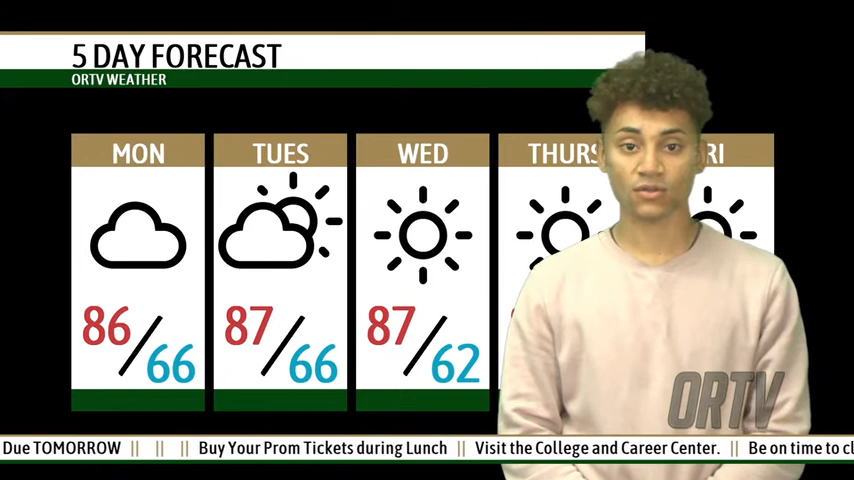 5 DAY FORECAST
ORTV WEATHER
MON TUES WED THURS
86/66 87/66 87/62
ORTV
Due TOMORROW || || || Buy Your Prom Tickets during Lunch || Visit the College and Career Center. || Be on time to cl